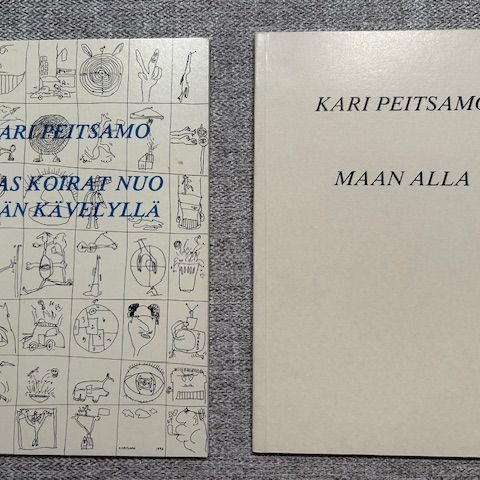 ARI PEITSAMO
AS KOIRAT NUO
ÄN KÄVELYLLÄ
KARI PEITSAMO
MAAN ALLA